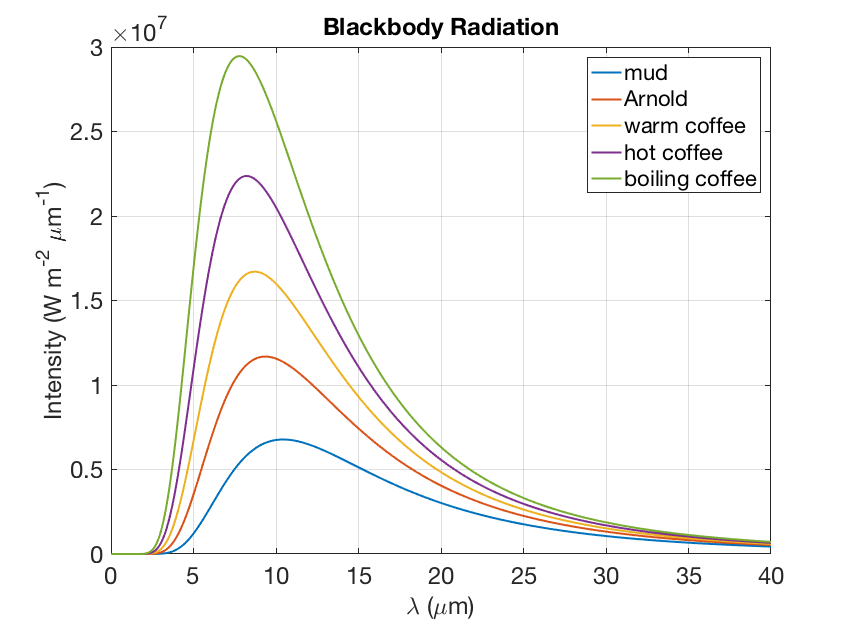 Blackbody Radiation
×10^7
3
2.5
2
1.5
1
0.5
0
Intensity (W m^-2 μm^-1)
mud
Arnold
warm coffee
hot coffee
boiling coffee
0 5 10 15 20 25 30 35 40
λ (μm)